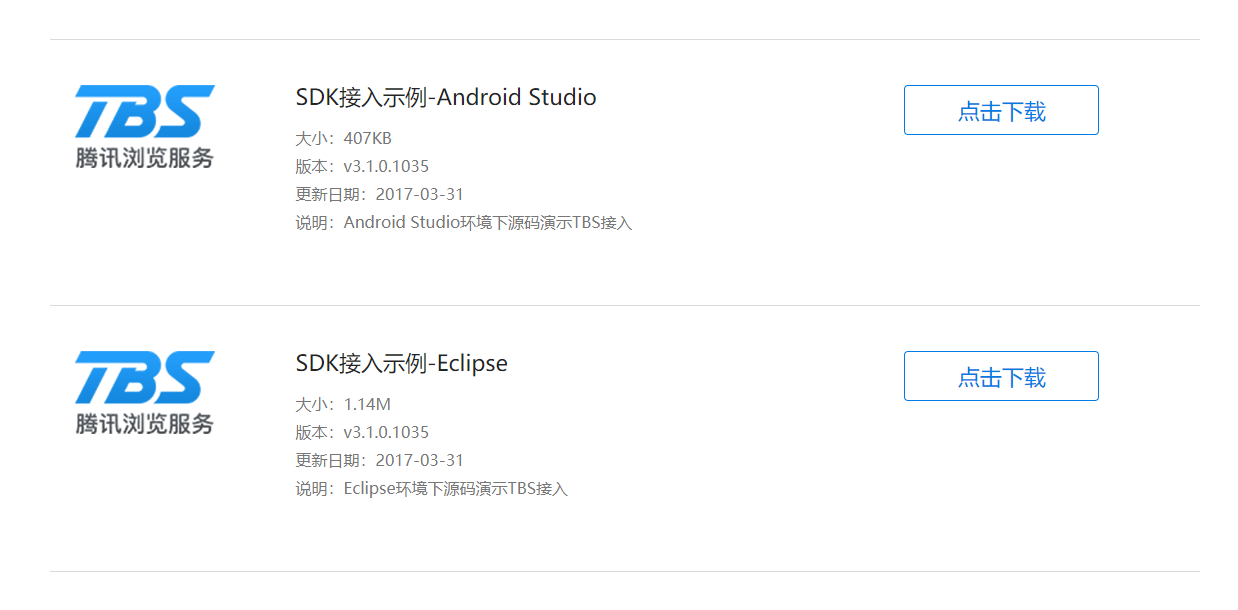 TBS
腾讯浏览服务
SDK接入示例-Android Studio
大小：407KB
版本：v3.1.0.1035
更新日期：2017-03-31
说明：Android Studio环境下源码演示TBS接入
点击下载
TBS
腾讯浏览服务
SDK接入示例-Eclipse
大小：1.14M
版本：v3.1.0.1035
更新日期：2017-03-31
说明：Eclipse环境下源码演示TBS接入
点击下载